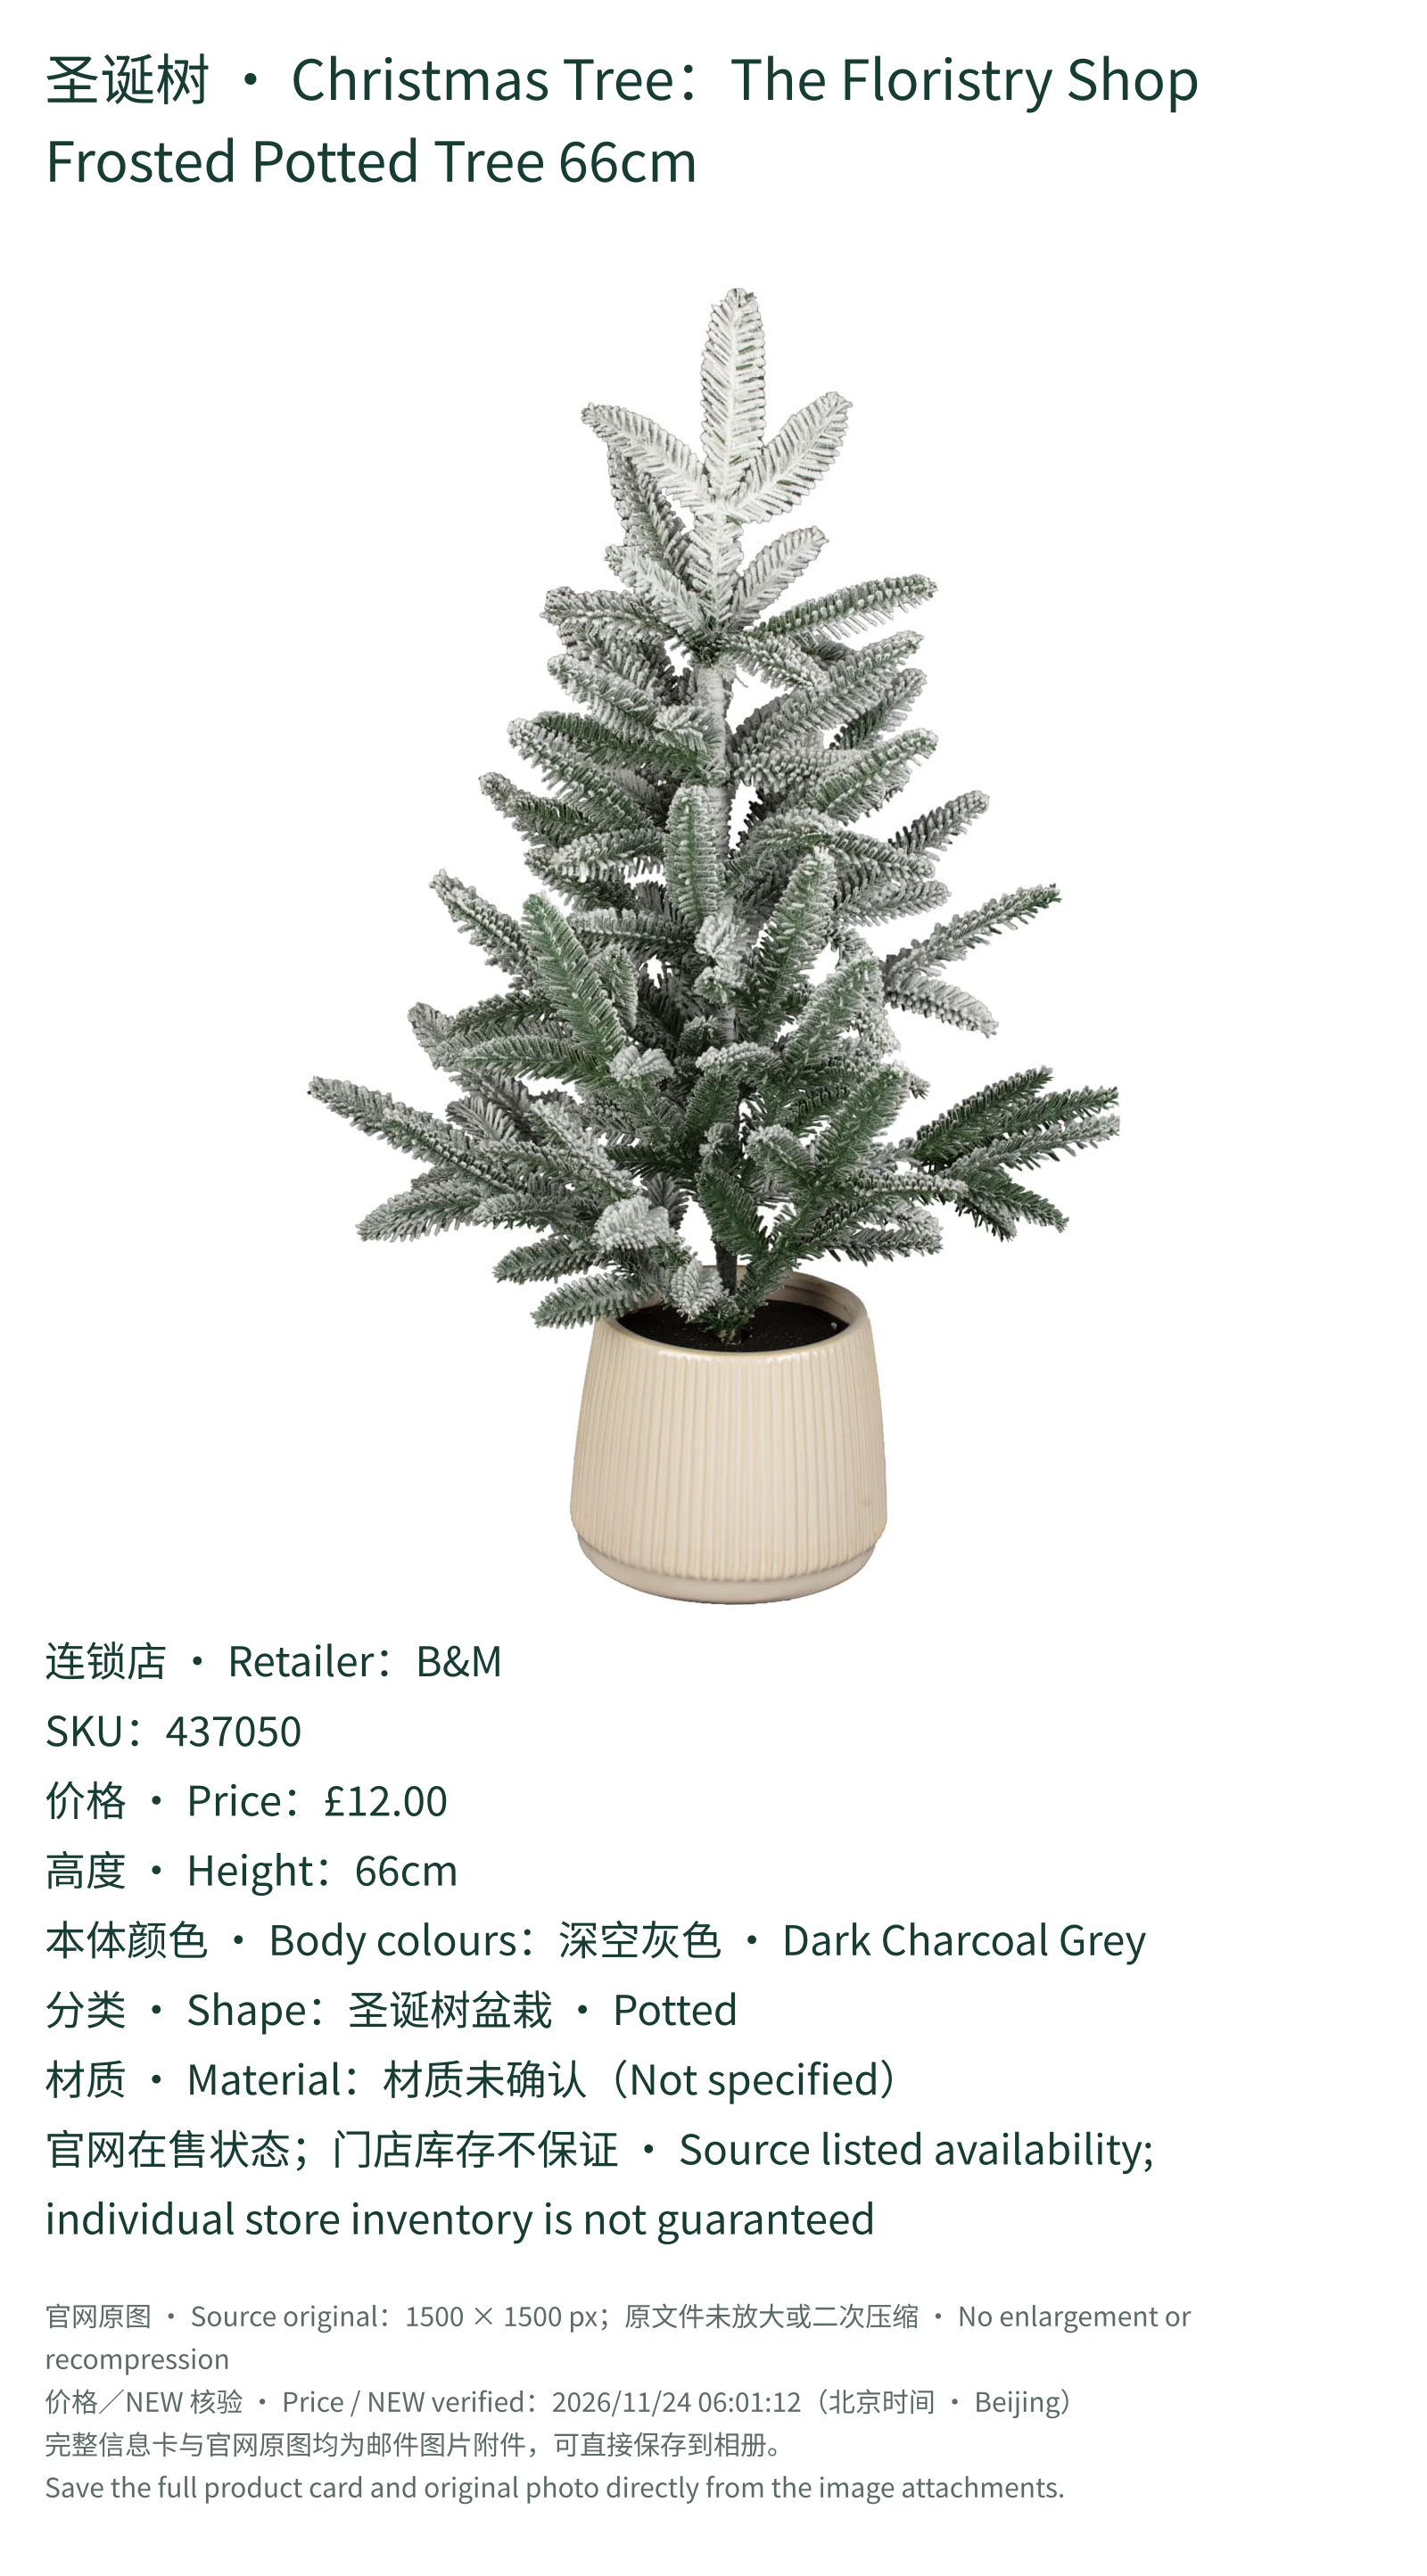 圣诞树 · Christmas Tree：The Floristry Shop
Frosted Potted Tree 66cm
连锁店 · Retailer：B&M
SKU：437050
价格 · Price：£12.00
高度 · Height：66cm
本体颜色 · Body colours：深空灰色 · Dark Charcoal Grey
分类 · Shape：圣诞树盆栽 · Potted
材质 · Material：材质未确认（Not specified）
官网在售状态；门店库存不保证 · Source listed availability;
individual store inventory is not guaranteed
官网原图 · Source original：1500 × 1500 px；原文件未放大或二次压缩 · No enlargement or
recompression
价格／NEW 核验 · Price / NEW verified：2026/11/24 06:01:12（北京时间 · Beijing）
完整信息卡与官网原图均为邮件图片附件，可直接保存到相册。
Save the full product card and original photo directly from the image attachments.